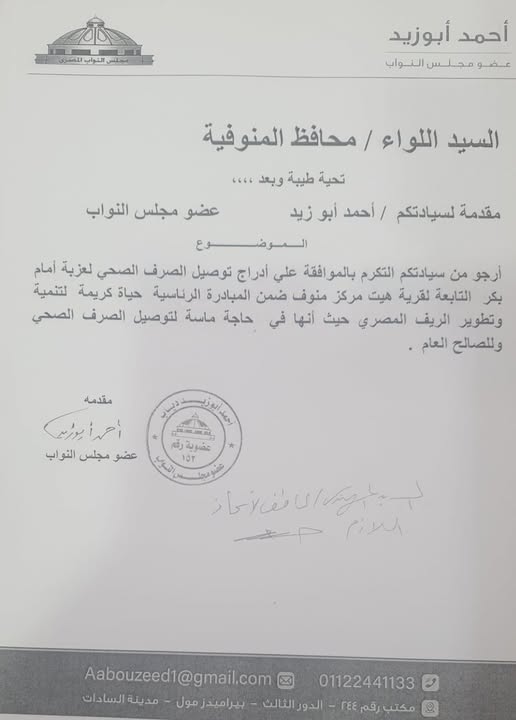 أحمد أبوزيد
عضو مجلس النواب
مجلس النواب المصري
السيد اللواء / محافظ المنوفية
تحية طيبة وبعد ،،،،
مقدمة لسيادتكم / أحمد أبو زيد عضو مجلس النواب
الموضوع
أرجو من سيادتكم التكرم بالموافقة علي أدراج توصيل الصرف الصحي لعزبة أمام
بكر التابعة لقرية هيت مركز منوف ضمن المبادرة الرئاسية حياة كريمة لتنمية
وتطوير الريف المصري حيث أنها في حاجة ماسة لتوصيل الصرف الصحي
وللصالح العام .
مقدمه
أحمد أبوزيد
عضو مجلس النواب
أحمد أبوزيد دياب
عضوية رقم
١٥٢
عضو مجلس النواب
السيد
اللازم
01122441133 Aabouzeed1@gmail.com
مكتب رقم ٢٤٤ - الدور الثالث - بيراميدز مول - مدينة السادات